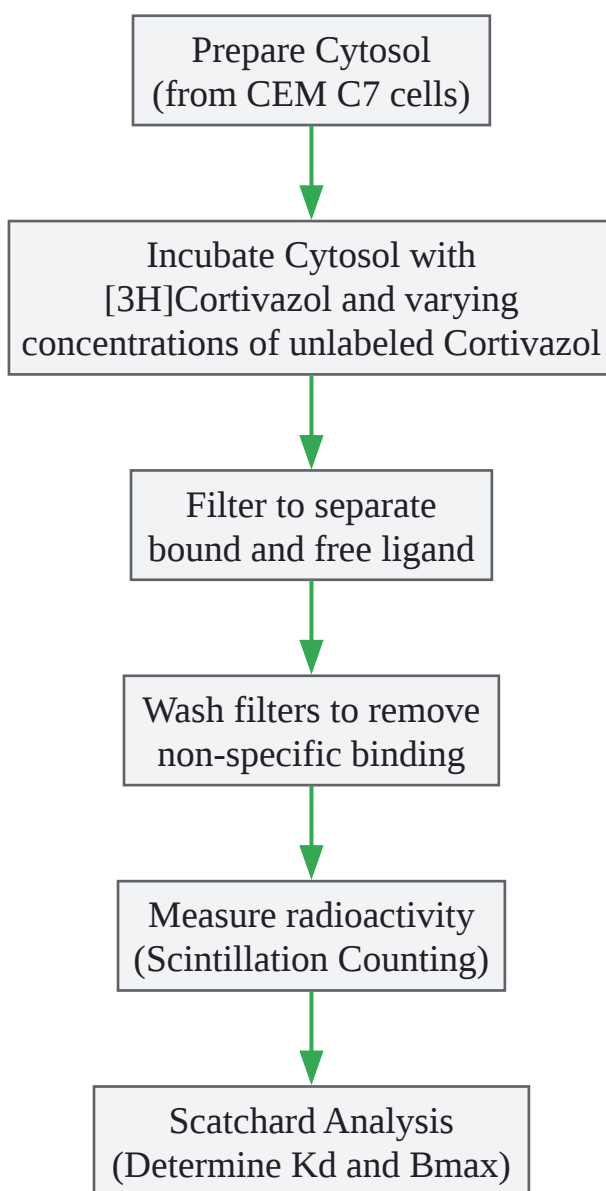 Prepare Cytosol
(from CEM C7 cells)
Incubate Cytosol with
[3H]Cortivazol and varying
concentrations of unlabeled Cortivazol
Filter to separate
bound and free ligand
Wash filters to remove
non-specific binding
Measure radioactivity
(Scintillation Counting)
Scatchard Analysis
(Determine Kd and Bmax)